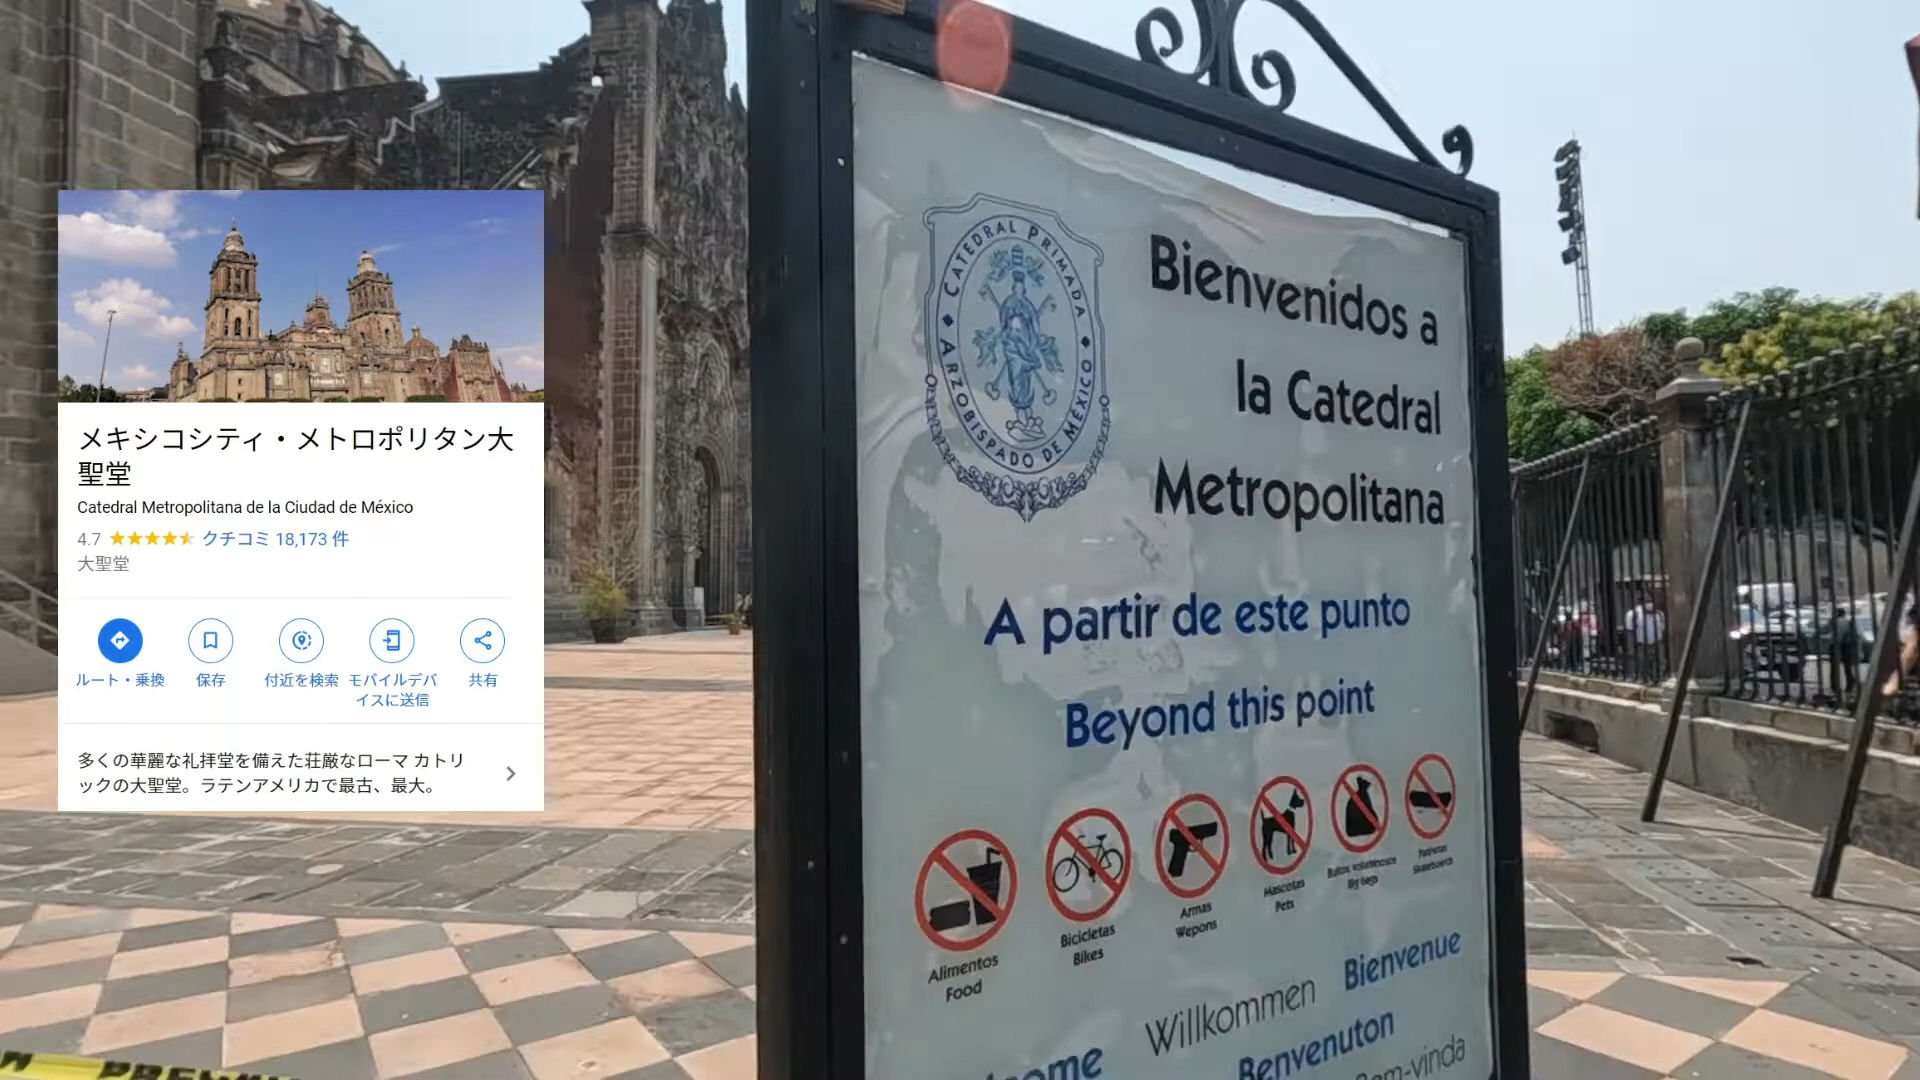 メキシコシティ・メトロポリタン大
聖堂
Catedral Metropolitana de la Ciudad de México
4.7 クチコミ 18,173 件
大聖堂
ルート・乗換
保存
付近を検索
モバイルデバ
イスに送信
共有
多くの華麗な礼拝堂を備えた荘厳なローマ カトリ
ックの大聖堂。ラテンアメリカで最古、最大。
CATEDRAL PRIMADA
ARZOBISPADO DE MÉXICO
Bienvenidos a
la Catedral
Metropolitana
A partir de este punto
Beyond this point
Alimentos
Food
Bicicletas
Bikes
Armas
Wepons
Mascotas
Pets
Bultos voluminosos
Big bags
Patinetas
Skateboards
Bienvenue
Willkommen
Benvenuton